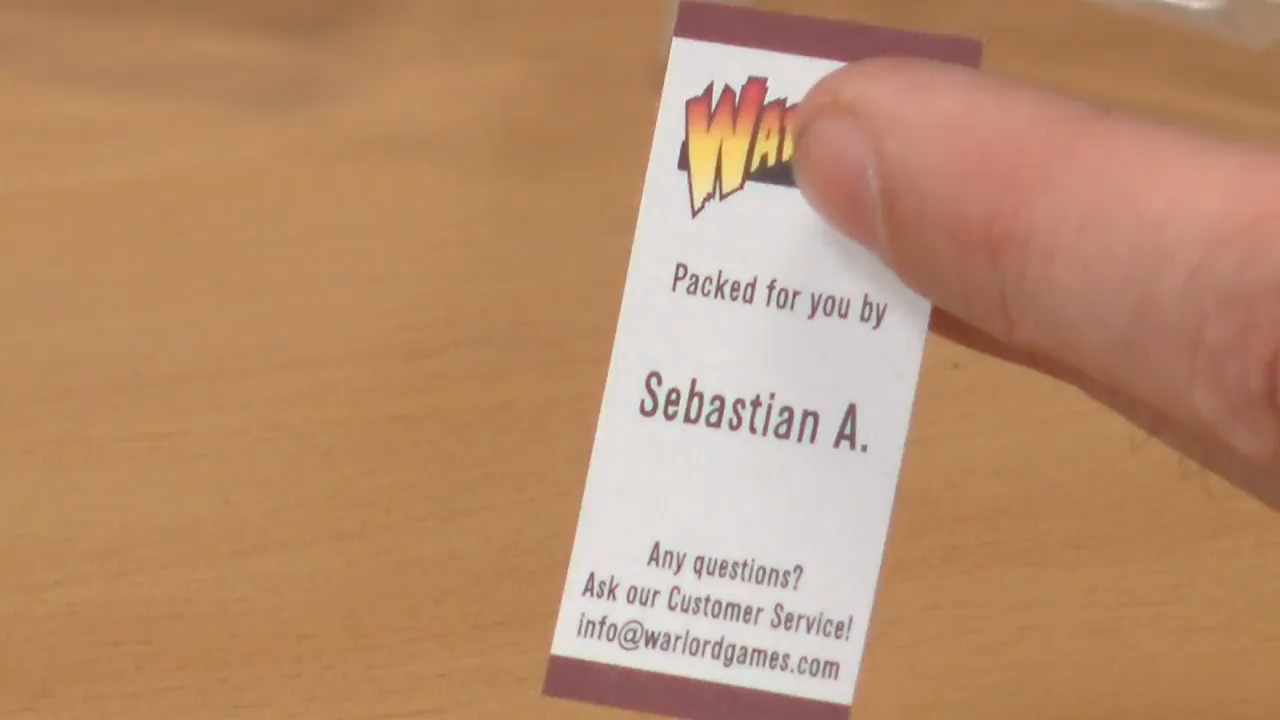 Packed for you by
Sebastian A.
Any questions?
Ask our Customer Service!
info@warlordgames.com